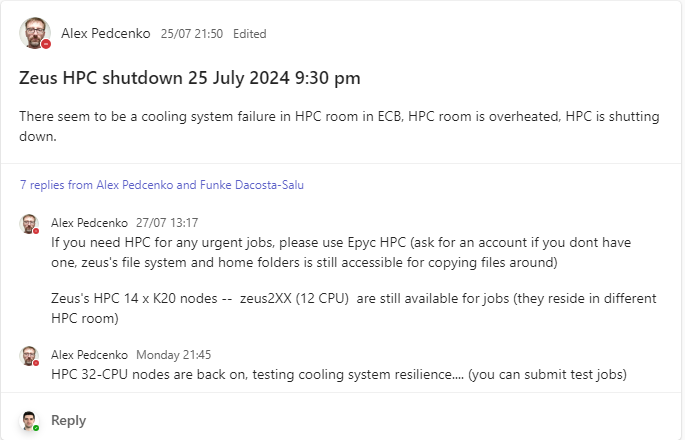 Alex Pedcenko 25/07 21:50 Edited
Zeus HPC shutdown 25 July 2024 9:30 pm
There seem to be a cooling system failure in HPC room in ECB, HPC room is overheated, HPC is shutting
down.
7 replies from Alex Pedcenko and Funke Dacosta-Salu
Alex Pedcenko 27/07 13:17
If you need HPC for any urgent jobs, please use Epyc HPC (ask for an account if you dont have
one, zeus's file system and home folders is still accessible for copying files around)
Zeus's HPC 14 x K20 nodes -- zeus2XX (12 CPU) are still available for jobs (they reside in different
HPC room)
Alex Pedcenko Monday 21:45
HPC 32-CPU nodes are back on, testing cooling system resilience.... (you can submit test jobs)
Reply